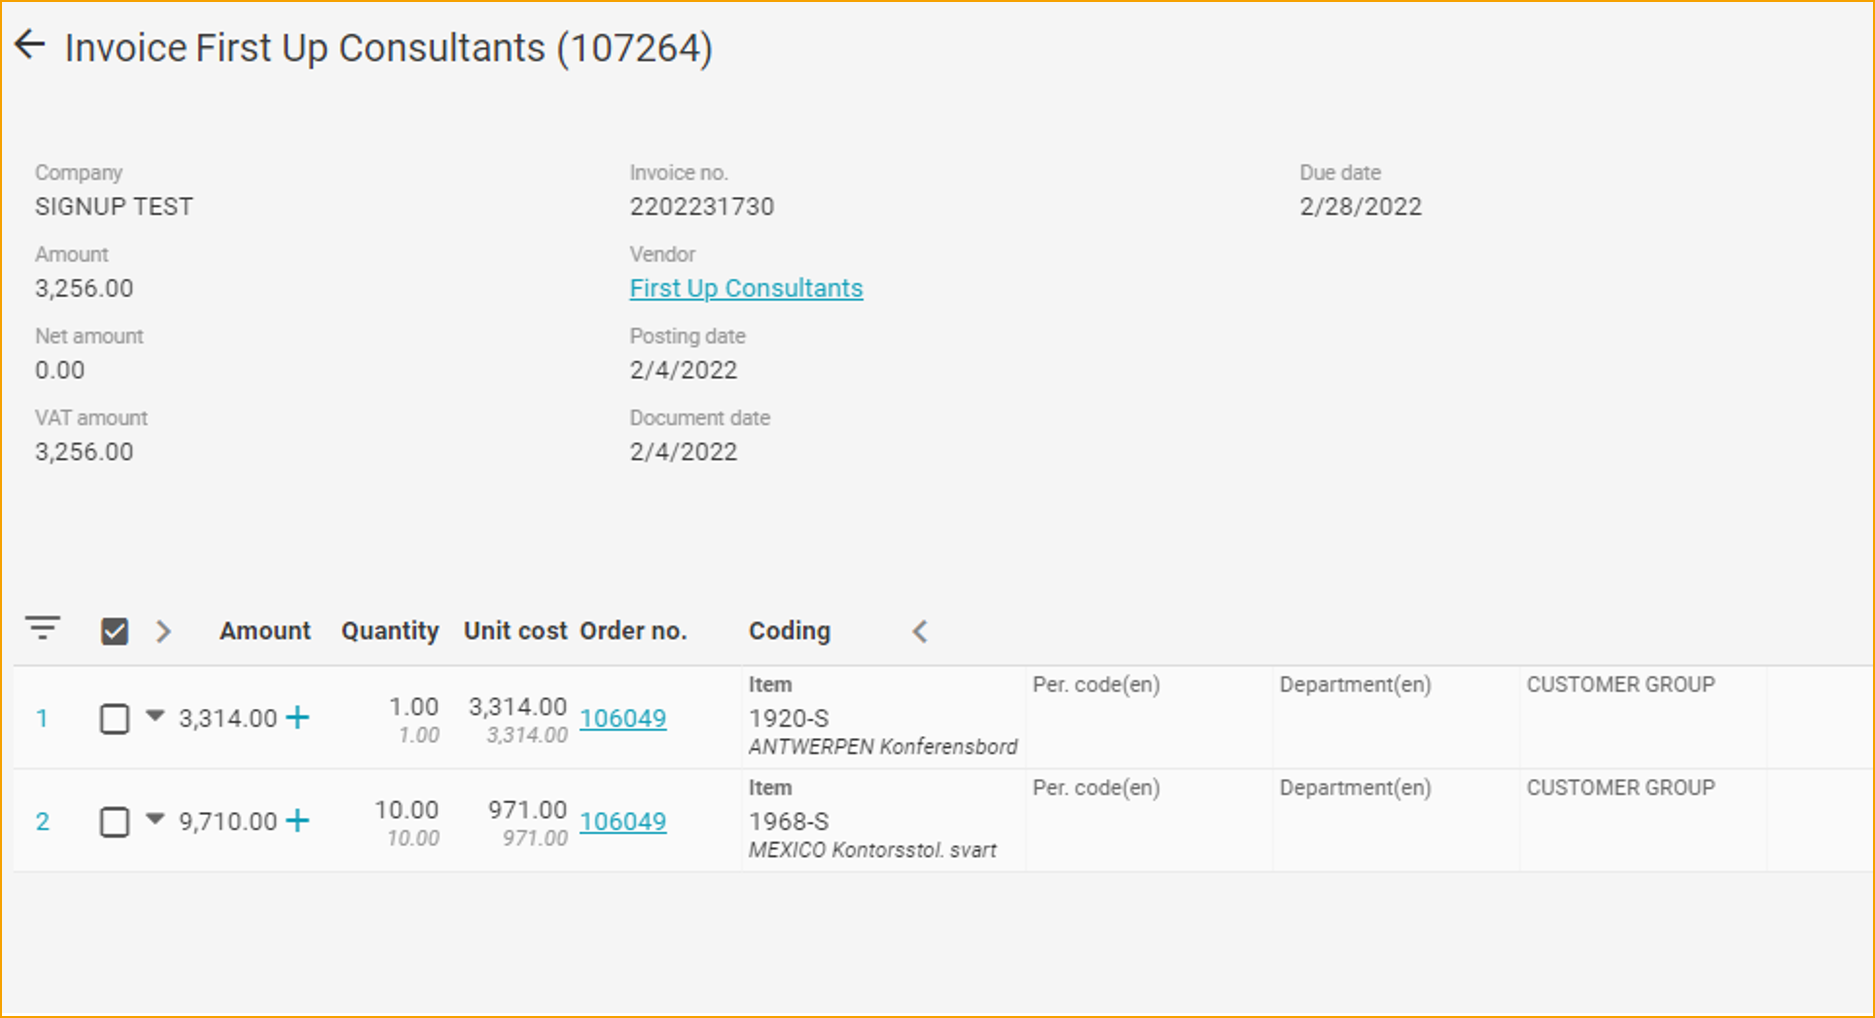 Invoice First Up Consultants (107264)
Company
SIGNUP TEST
Invoice no.
2202231730
Due date
2/28/2022
Amount
3,256.00
Vendor
First Up Consultants
Net amount
0.00
Posting date
2/4/2022
VAT amount
3,256.00
Document date
2/4/2022
Amount Quantity Unit cost Order no. Coding
1 3,314.00 + 1.00 3,314.00 106049 Item Per. code(en) Department(en) CUSTOMER GROUP
1.00 3,314.00 1920-S
ANTWERPEN Konferensbord
2 9,710.00 + 10.00 971.00 106049 Item Per. code(en) Department(en) CUSTOMER GROUP
10.00 971.00 1968-S
MEXICO Kontorsstol. svart